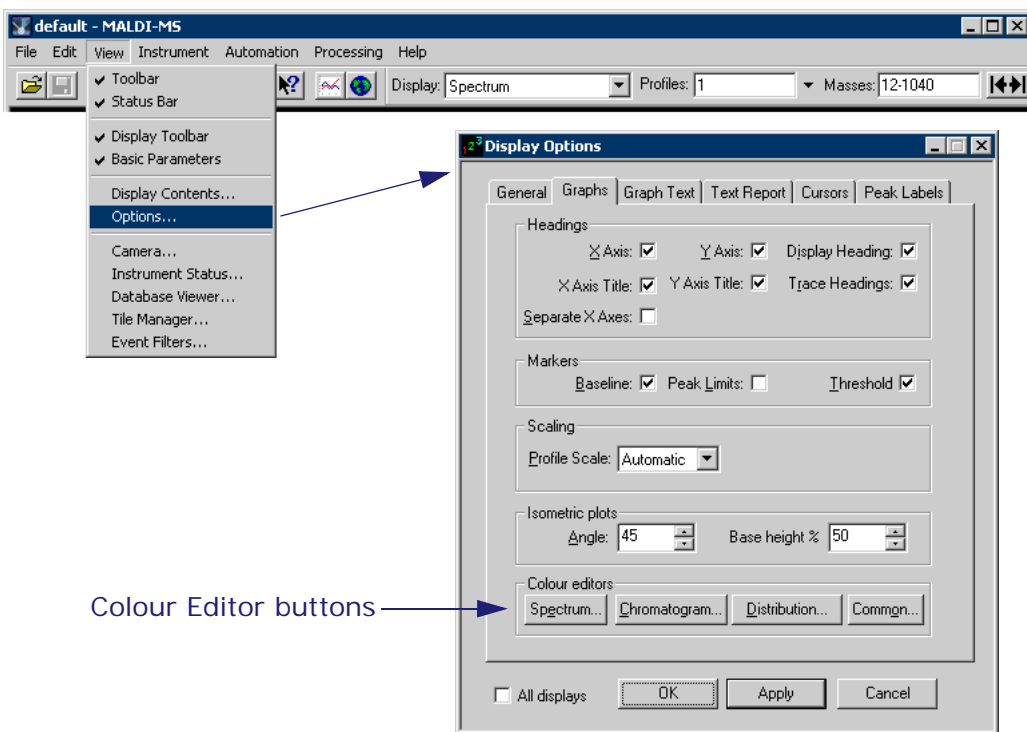 default - MALDI-MS
File Edit View Instrument Automation Processing Help
Display: Spectrum Profiles: 1 Masses: 12-1040
Toolbar
Status Bar
Display Toolbar
Basic Parameters
Display Contents...
Options...
Camera...
Instrument Status...
Database Viewer...
Tile Manager...
Event Filters...
123 Display Options
General Graphs Graph Text Text Report Cursors Peak Labels
Headings
X Axis: Y Axis: Display Heading:
X Axis Title: Y Axis Title: Trace Headings:
Separate X Axes:
Markers
Baseline: Peak Limits: Threshold
Scaling
Profile Scale: Automatic
Isometric plots
Angle: 45 Base height % 50
Colour editors
Spectrum... Chromatogram... Distribution... Common...
Colour Editor buttons
All displays OK Apply Cancel